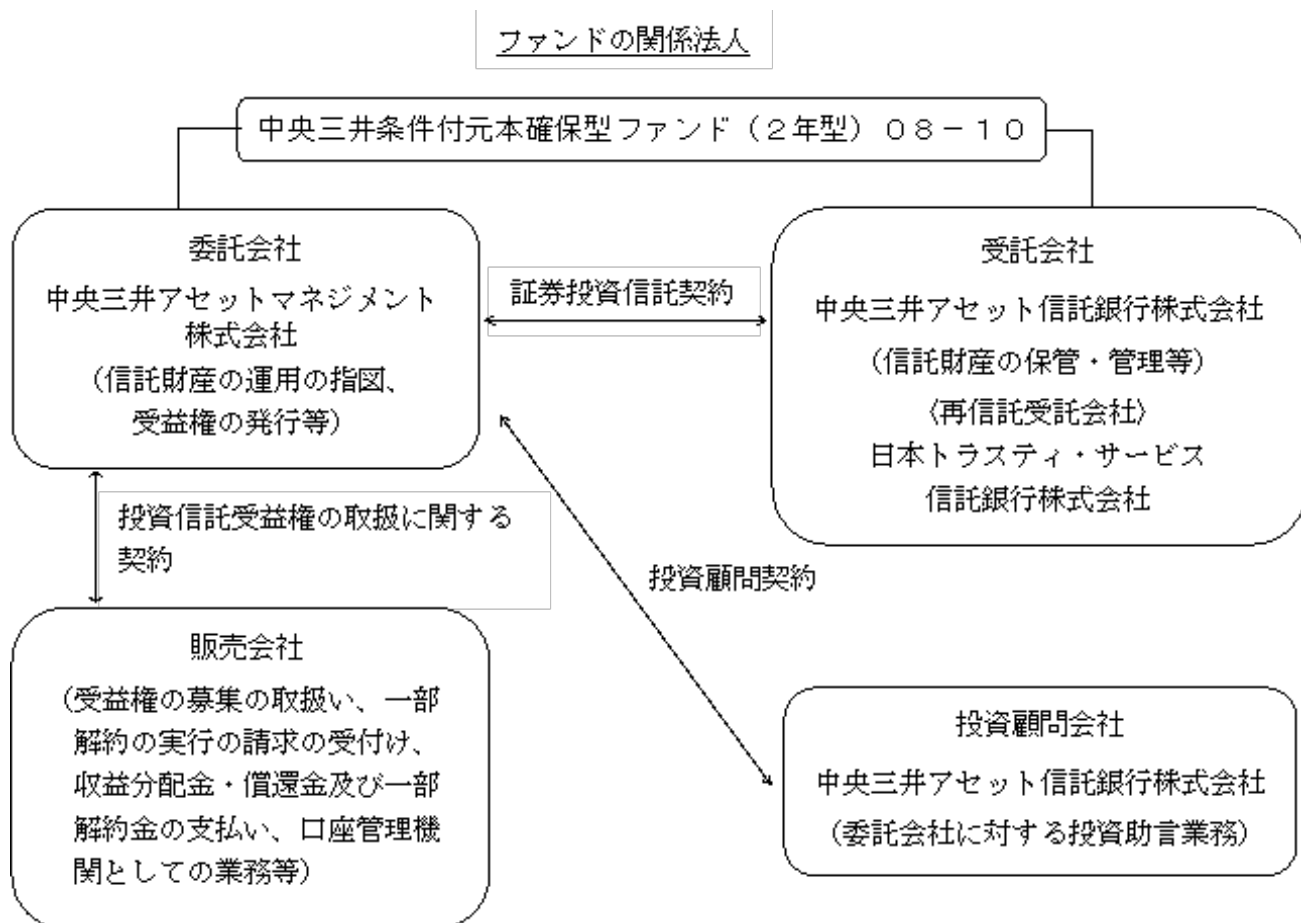 ファンドの関係法人
中央三井条件付元本確保型ファンド（２年型）０８－１０
委託会社
中央三井アセットマネジメント
株式会社
（信託財産の運用の指図、
受益権の発行等）
証券投資信託契約
受託会社
中央三井アセット信託銀行株式会社
（信託財産の保管・管理等）
〈再信託受託会社〉
日本トラスティ・サービス
信託銀行株式会社
投資信託受益権の取扱に関する
契約
投資顧問契約
販売会社
（受益権の募集の取扱い、一部
解約の実行の請求の受付け、
収益分配金・償還金及び一部
解約金の支払い、口座管理機
関としての業務等）
投資顧問会社
中央三井アセット信託銀行株式会社
（委託会社に対する投資助言業務）